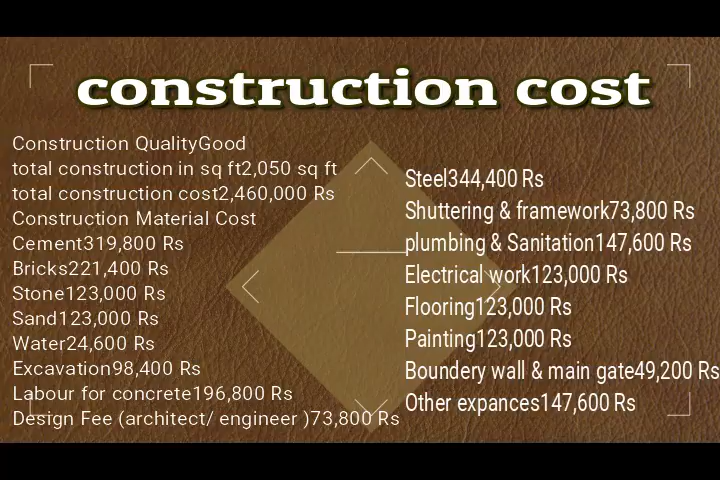 construction cost
Construction QualityGood
total construction in sq ft2,050 sq ft
total construction cost2,460,000 Rs
Construction Material Cost
Cement319,800 Rs
Bricks221,400 Rs
Stone123,000 Rs
Sand123,000 Rs
Water24,600 Rs
Excavation98,400 Rs
Labour for concrete196,800 Rs
Design Fee (architect/ engineer )73,800 Rs
Steel344,400 Rs
Shuttering & framework73,800 Rs
plumbing & Sanitation147,600 Rs
Electrical work123,000 Rs
Flooring123,000 Rs
Painting123,000 Rs
Boundery wall & main gate49,200 Rs
Other expances147,600 Rs